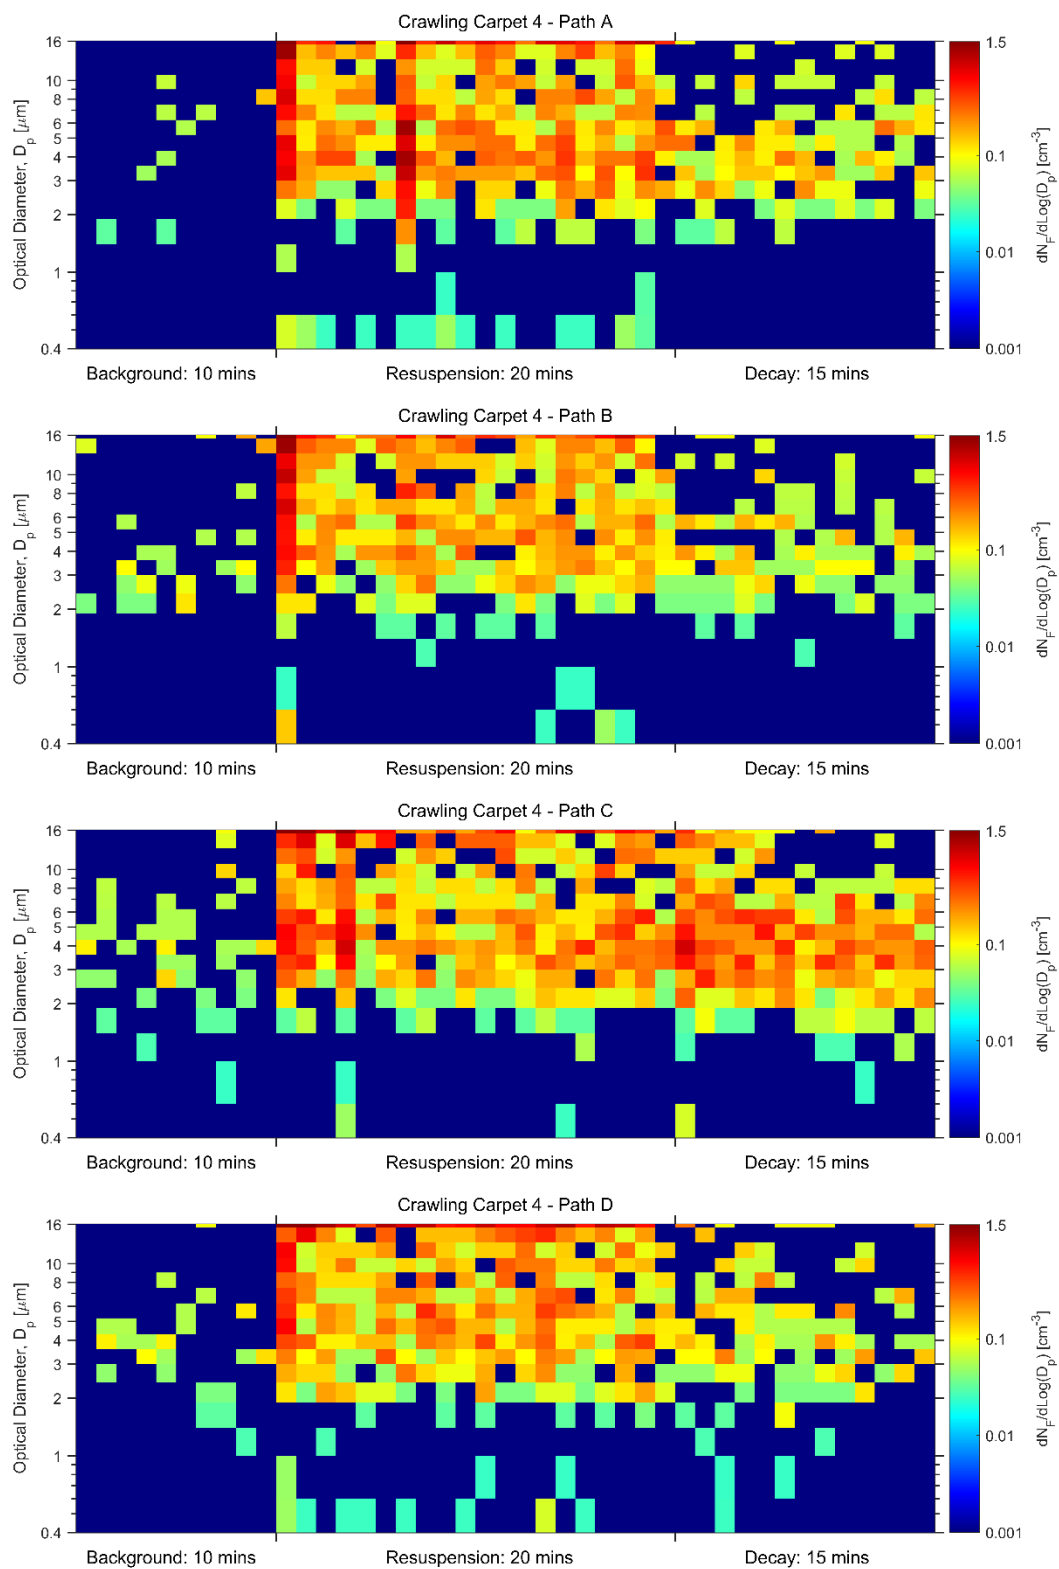 Crawling Carpet 4 - Path A
Optical Diameter, D_p [μm]
16
10
8
6
5
4
3
2
1
0.4
Background: 10 mins
Resuspension: 20 mins
Decay: 15 mins
1.5
0.1
0.01
0.001
dN_F/dLog(D_p) [cm^-3]
Crawling Carpet 4 - Path B
Optical Diameter, D_p [μm]
16
10
8
6
5
4
3
2
1
0.4
Background: 10 mins
Resuspension: 20 mins
Decay: 15 mins
1.5
0.1
0.01
0.001
dN_F/dLog(D_p) [cm^-3]
Crawling Carpet 4 - Path C
Optical Diameter, D_p [μm]
16
10
8
6
5
4
3
2
1
0.4
Background: 10 mins
Resuspension: 20 mins
Decay: 15 mins
1.5
0.1
0.01
0.001
dN_F/dLog(D_p) [cm^-3]
Crawling Carpet 4 - Path D
Optical Diameter, D_p [μm]
16
10
8
6
5
4
3
2
1
0.4
Background: 10 mins
Resuspension: 20 mins
Decay: 15 mins
1.5
0.1
0.01
0.001
dN_F/dLog(D_p) [cm^-3]